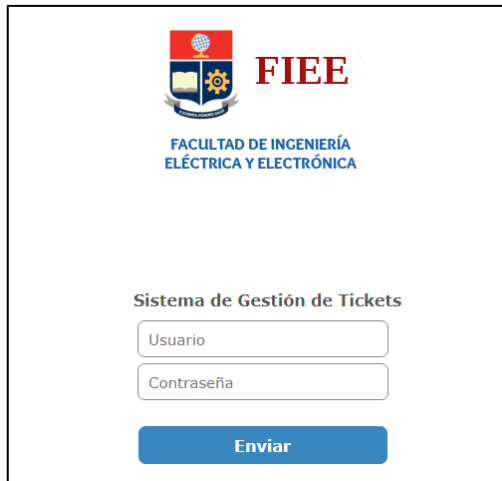 FIEE
FACULTAD DE INGENIERÍA
ELÉCTRICA Y ELECTRÓNICA
Sistema de Gestión de Tickets
Usuario
Contraseña
Enviar